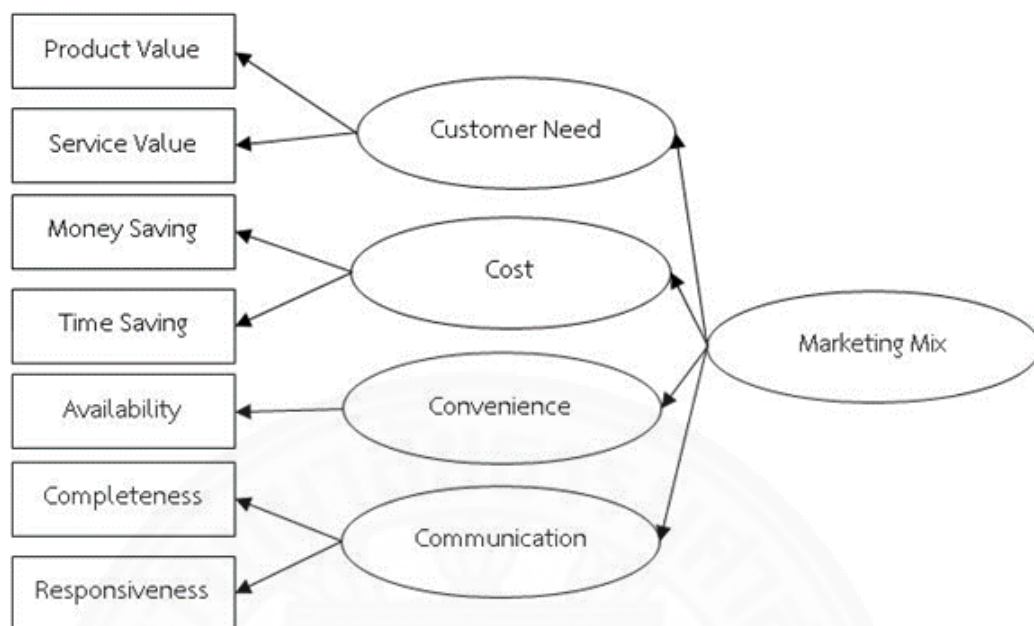 Product Value
Service Value
Money Saving
Time Saving
Availability
Completeness
Responsiveness
Customer Need
Cost
Convenience
Communication
Marketing Mix